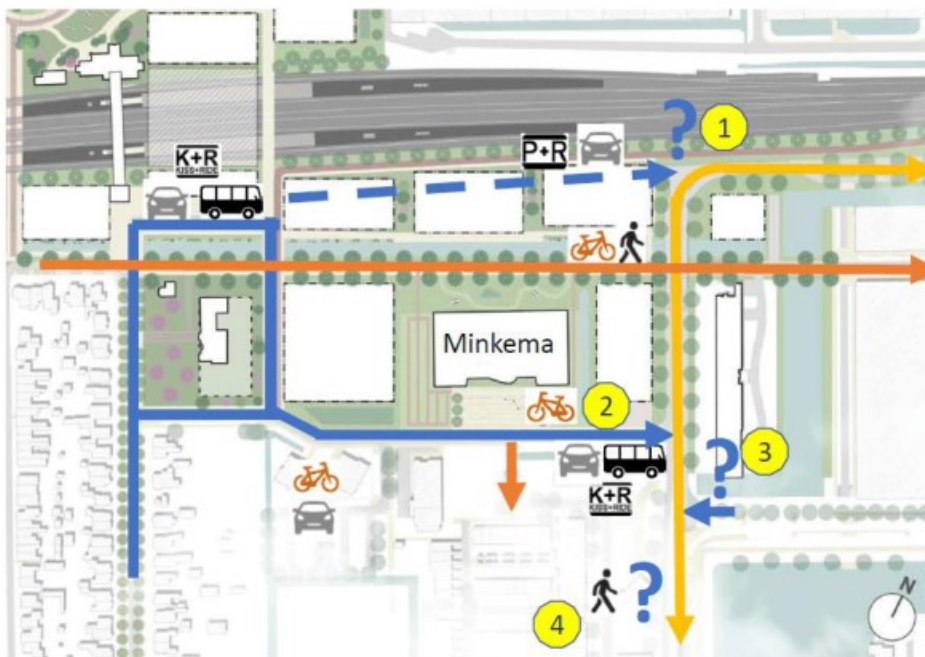 ? 1
P+R
K+R
KISS+RIDE
Minkema
2
? 3
K+R
KISS+RIDE
?
4
N